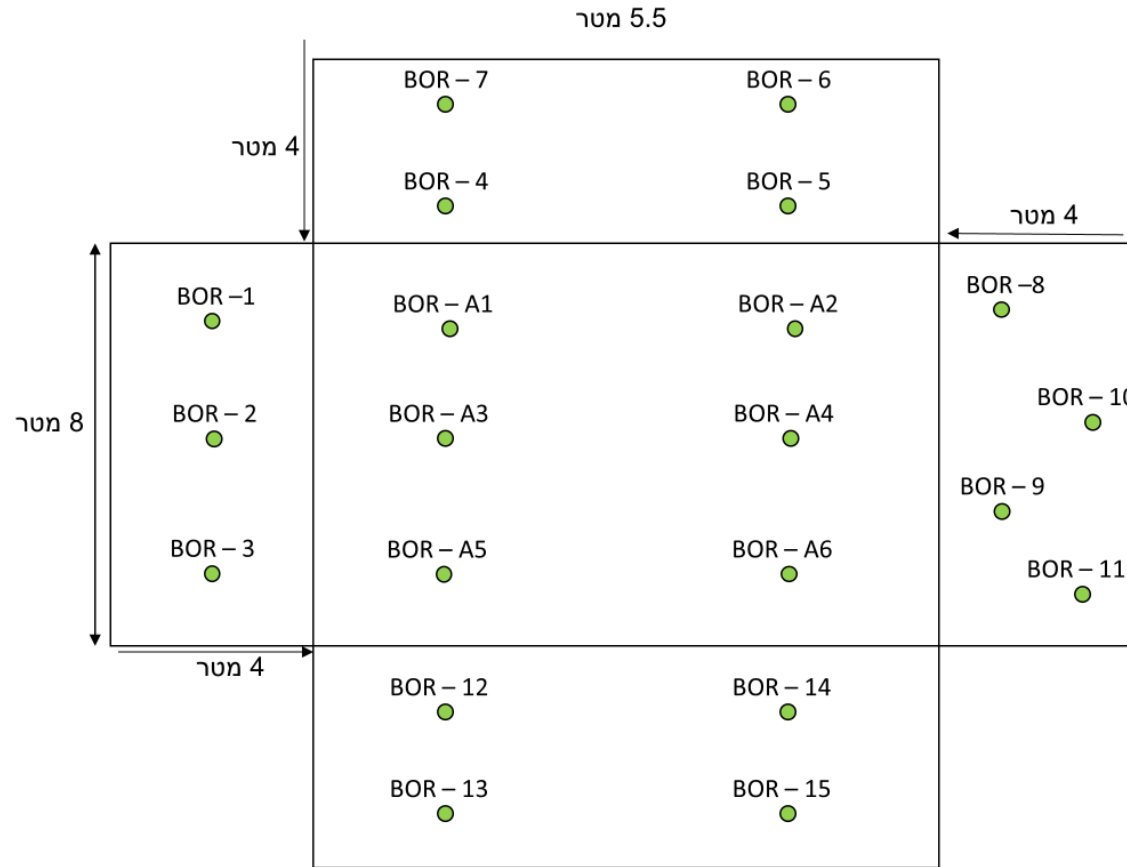 5.5 מטר
BOR – 7
BOR – 6
4 מטר
BOR – 4
BOR – 5
4 מטר
BOR –1
BOR – A1
BOR – A2
BOR –8
8 מטר
BOR – 2
BOR – A3
BOR – A4
BOR – 10
BOR – 9
BOR – 3
BOR – A5
BOR – A6
BOR – 11
4 מטר
BOR – 12
BOR – 14
BOR – 13
BOR – 15